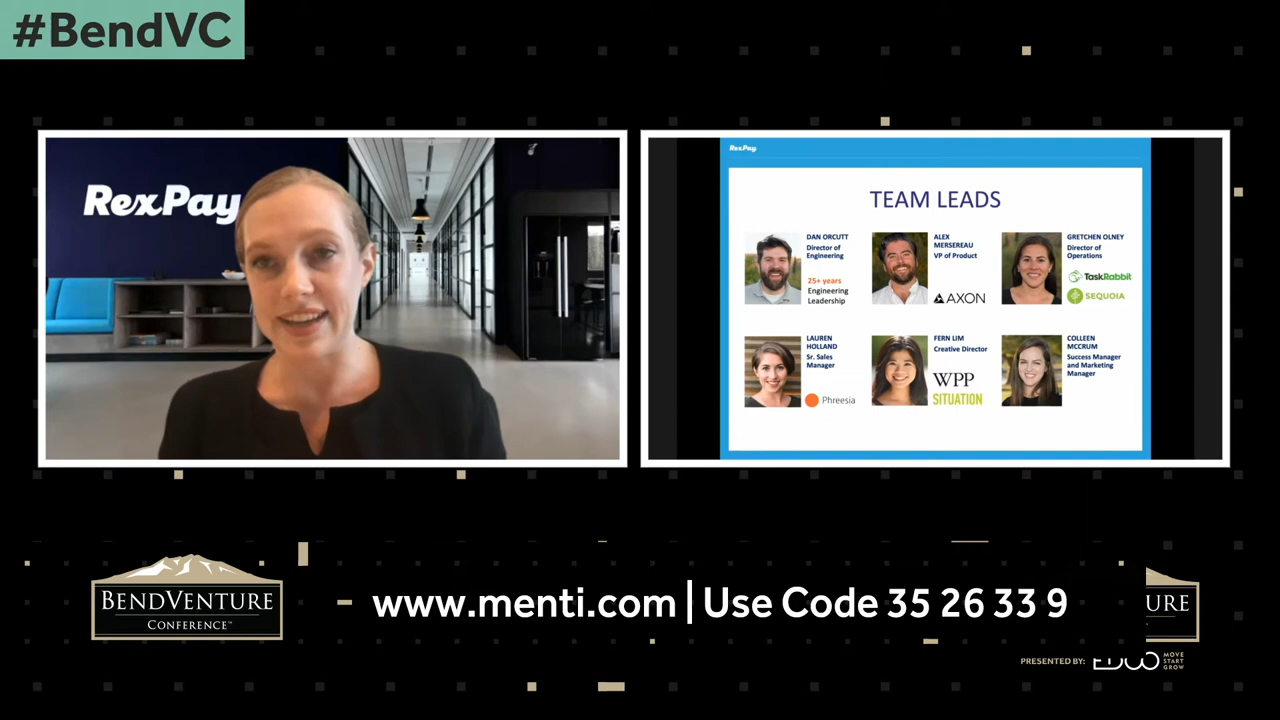 #BendVC
RexPay
RexPay
TEAM LEADS
DAN ORCUTT
Director of
Engineering
25+ years
Engineering
Leadership
ALEX
MERSEREAU
VP of Product
AXON
GRETCHEN OLNEY
Director of
Operations
TaskRabbit
SEQUOIA
LAUREN
HOLLAND
Sr. Sales
Manager
Phreesia
FERN LIM
Creative Director
WPP
SITUATION
COLLEEN
MCCRUM
Success Manager
and Marketing
Manager
BENDVENTURE
CONFERENCE™
www.menti.com | Use Code 35 26 33 9
URE
PRESENTED BY:
EDCO
MOVE
START
GROW